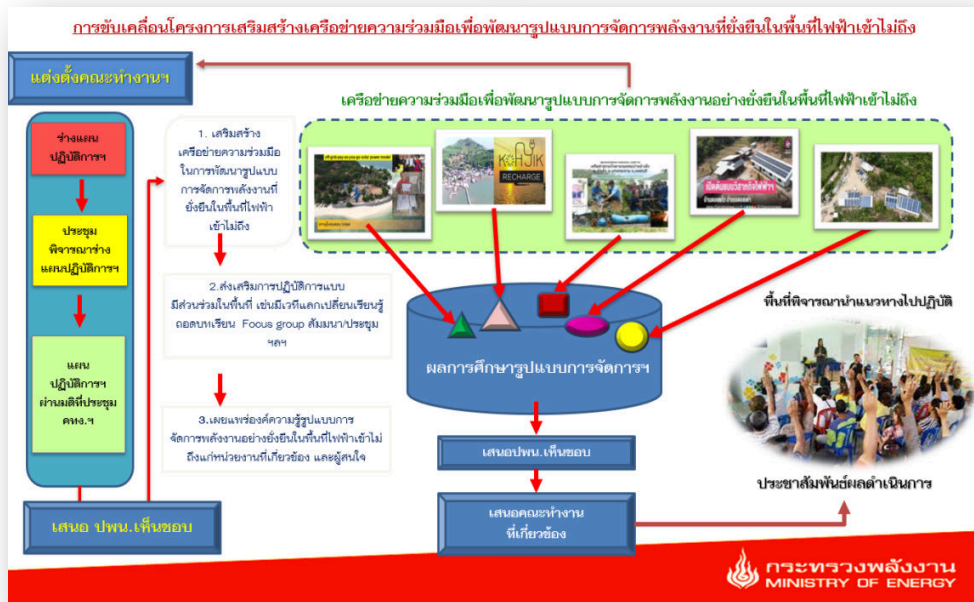 การขับเคลื่อนโครงการเสริมสร้างเครือข่ายความร่วมมือเพื่อพัฒนารูปแบบการจัดการพลังงานที่ยั่งยืนในพื้นที่ไฟฟ้าเข้าไม่ถึง
แต่งตั้งคณะทำงานฯ
ร่างแผน
ปฏิบัติการฯ
ประชุม
พิจารณาร่าง
แผนปฏิบัติการฯ
แผน
ปฏิบัติการฯ
ผ่านมติที่ประชุม
คทง.ฯ
เสนอ ปพน.เห็นชอบ
1. เสริมสร้าง
เครือข่ายความร่วมมือ
ในการพัฒนารูปแบบ
การจัดการพลังงานที่
ยั่งยืนในพื้นที่ไฟฟ้า
เข้าไม่ถึง
2.ส่งเสริมการปฏิบัติการแบบ
มีส่วนร่วมในพื้นที่ เช่นมีเวทีแลกเปลี่ยนเรียนรู้
ถอดบทเรียน Focus group สัมมนา/ประชุม
ฯลฯ
3.เผยแพร่องค์ความรู้รูปแบบการ
จัดการพลังงานอย่างยั่งยืนในพื้นที่ไฟฟ้าเข้าไม่
ถึงแก่หน่วยงานที่เกี่ยวข้อง และผู้สนใจ
เครือข่ายความร่วมมือเพื่อพัฒนารูปแบบการจัดการพลังงานอย่างยั่งยืนในพื้นที่ไฟฟ้าเข้าไม่ถึง
KOHJIK
RECHARGE
ผลการศึกษารูปแบบการจัดการฯ
เสนอปพน.เห็นชอบ
เสนอคณะทำงาน
ที่เกี่ยวข้อง
พื้นที่พิจารณานำแนวทางไปปฏิบัติ
ประชาสัมพันธ์ผลดำเนินการ
กระทรวงพลังงาน
MINISTRY OF ENERGY